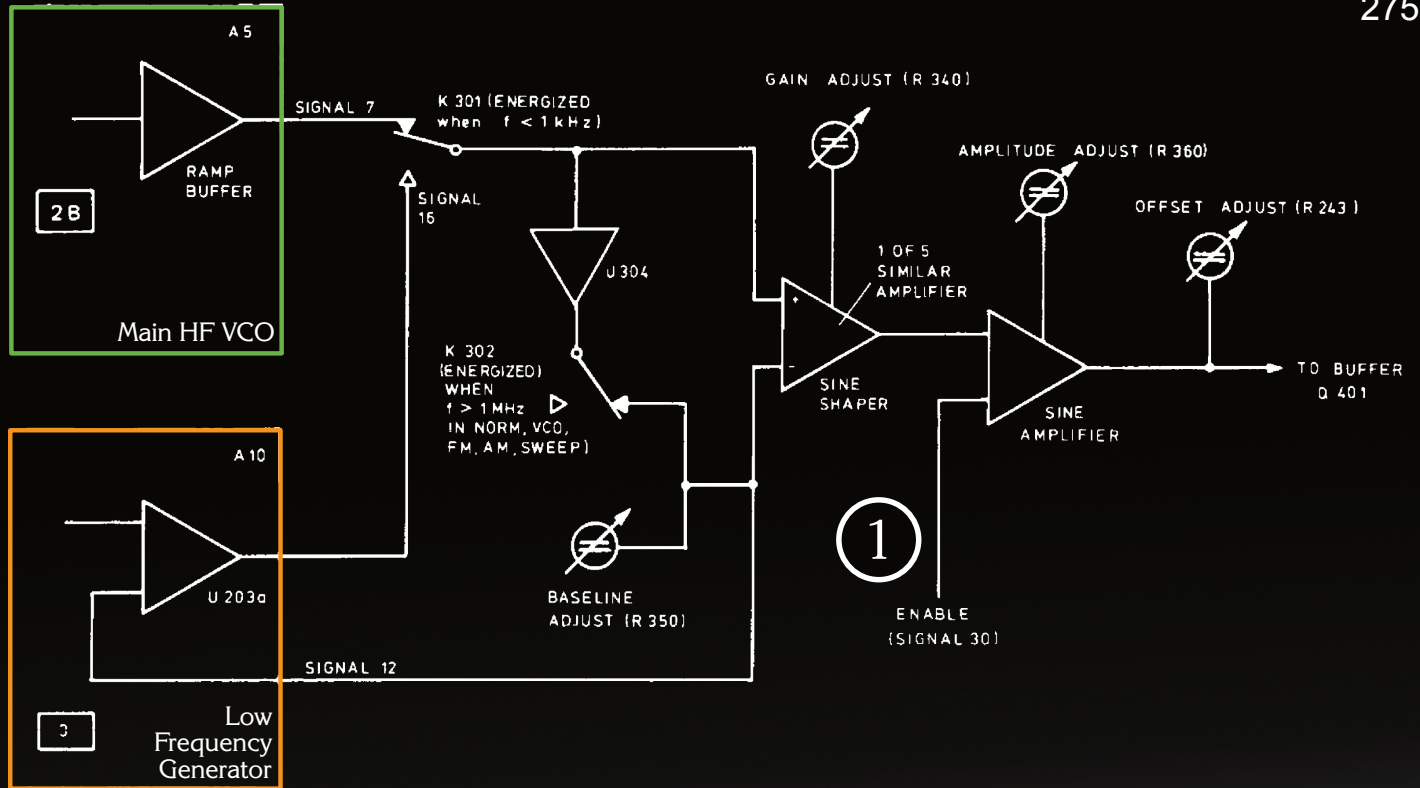 275
A5
SIGNAL 7
K 301 (ENERGIZED
when f < 1 kHz)
RAMP
BUFFER
2B
Main HF VCO
SIGNAL
16
GAIN ADJUST (R 340)
AMPLITUDE ADJUST (R 360)
OFFSET ADJUST (R 243)
U 304
1 OF 5
SIMILAR
AMPLIFIER
+
-
SINE
SHAPER
SINE
AMPLIFIER
TO BUFFER
Q 401
K 302
(ENERGIZED)
WHEN
f > 1 MHz
IN NORM, VCO,
FM, AM, SWEEP)
A10
U 203a
BASELINE
ADJUST (R 350)
1
ENABLE
(SIGNAL 30)
SIGNAL 12
3
Low
Frequency
Generator